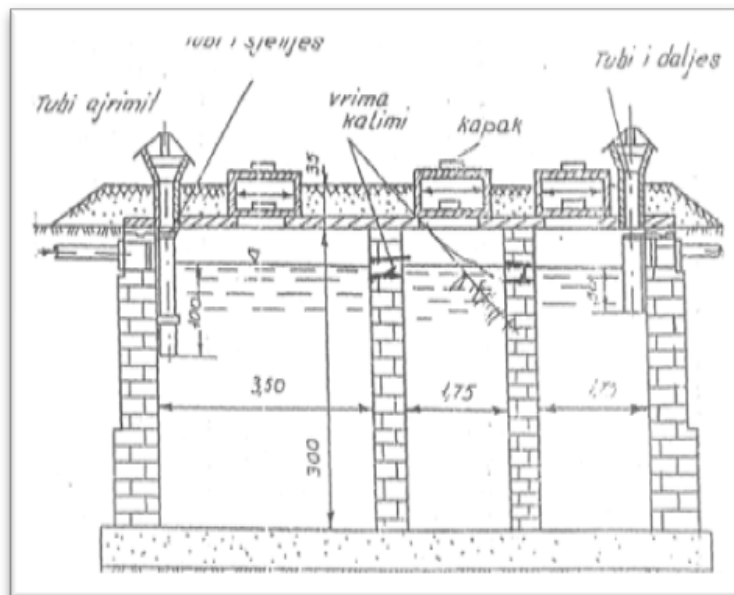 Tubi i sjelljes
Tubi i daljes
Tubi ajrimit
vrima
kalimi
kapak
35
100
3,50
1,75
1,75
300